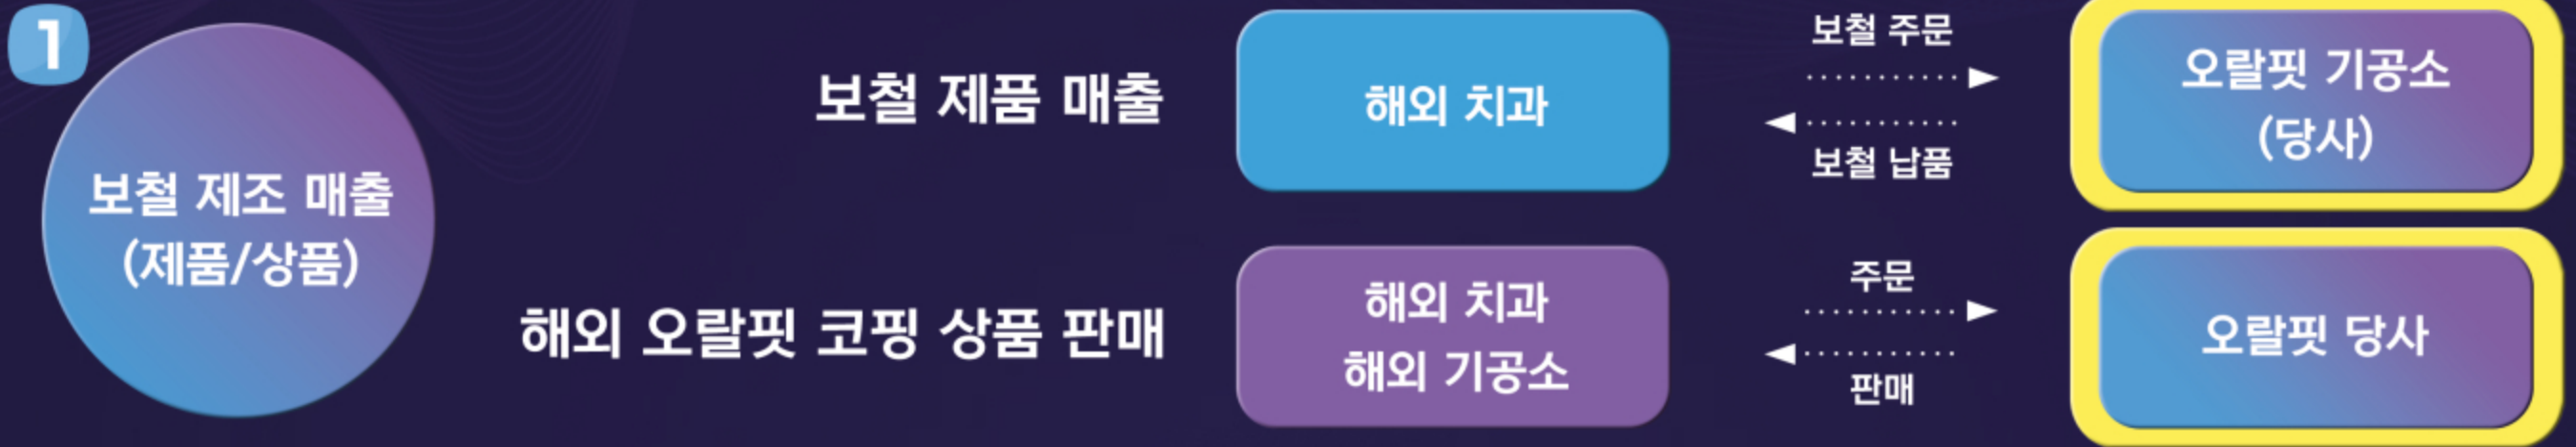 1
보철 제조 매출
(제품/상품)
보철 제품 매출
해외 치과
보철 주문
보철 납품
오랄핏 기공소
(당사)
해외 오랄핏 코핑 상품 판매
해외 치과
해외 기공소
주문
판매
오랄핏 당사